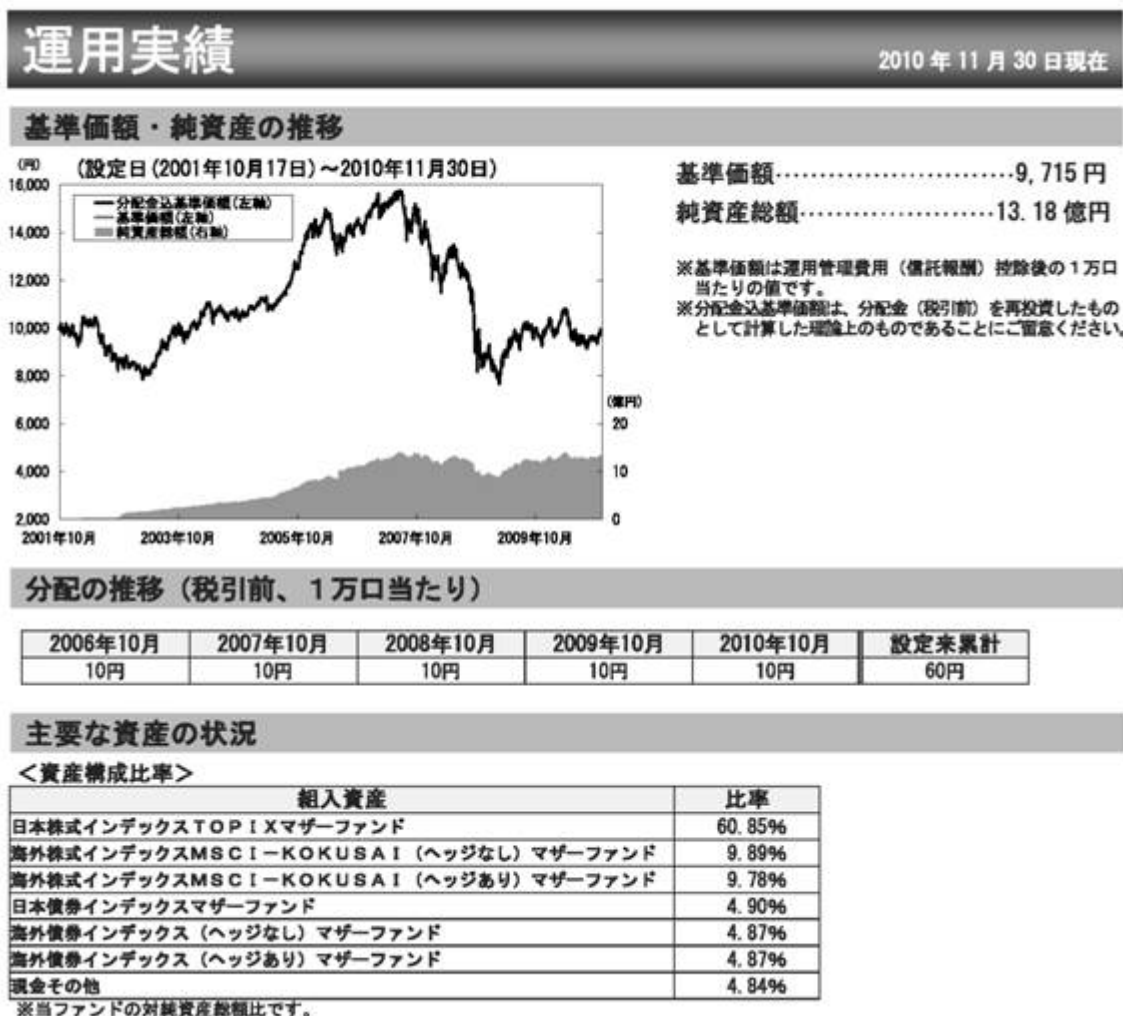 運用実績
2010年11月30日現在
基準価額・純資産の推移
(円)
(設定日(2001年10月17日)～2010年11月30日)
16,000
14,000
12,000
10,000
8,000
6,000
4,000
2,000
分配金込基準価額(左軸)
基準価額(左軸)
純資産総額(右軸)
(億円)
20
10
0
2001年10月
2003年10月
2005年10月
2007年10月
2009年10月
基準価額‥‥‥‥‥‥‥‥‥‥‥9,715円
純資産総額‥‥‥‥‥‥‥‥‥13.18億円
※基準価額は運用管理費用（信託報酬）控除後の１万口
当たりの値です。
※分配金込基準価額は、分配金（税引前）を再投資したもの
として計算した理論上のものであることにご留意ください。
分配の推移（税引前、１万口当たり）
2006年10月 2007年10月 2008年10月 2009年10月 2010年10月 設定来累計
10円 10円 10円 10円 10円 60円
主要な資産の状況
＜資産構成比率＞
組入資産 比率
日本株式インデックスＴＯＰＩＸマザーファンド 60.85%
海外株式インデックスＭＳＣＩ－ＫＯＫＵＳＡＩ（ヘッジなし）マザーファンド 9.89%
海外株式インデックスＭＳＣＩ－ＫＯＫＵＳＡＩ（ヘッジあり）マザーファンド 9.78%
日本債券インデックスマザーファンド 4.90%
海外債券インデックス（ヘッジなし）マザーファンド 4.87%
海外債券インデックス（ヘッジあり）マザーファンド 4.87%
現金その他 4.84%
※当ファンドの対純資産総額比です。